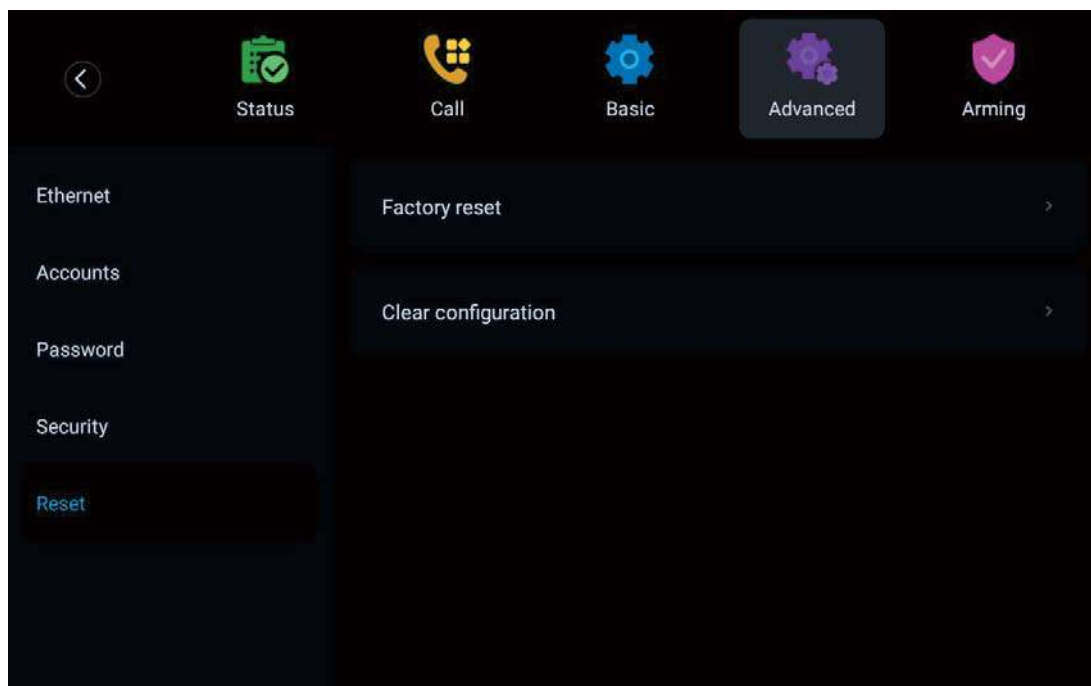 Status
Call
Basic
Advanced
Arming
Ethernet
Accounts
Password
Security
Reset
Factory reset
Clear configuration